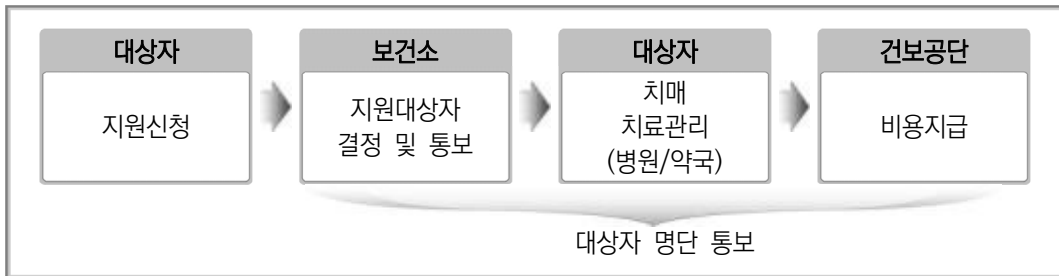 대상자
지원신청
보건소
지원대상자
결정 및 통보
대상자
치매
치료관리
(병원/약국)
건보공단
비용지급
대상자 명단 통보